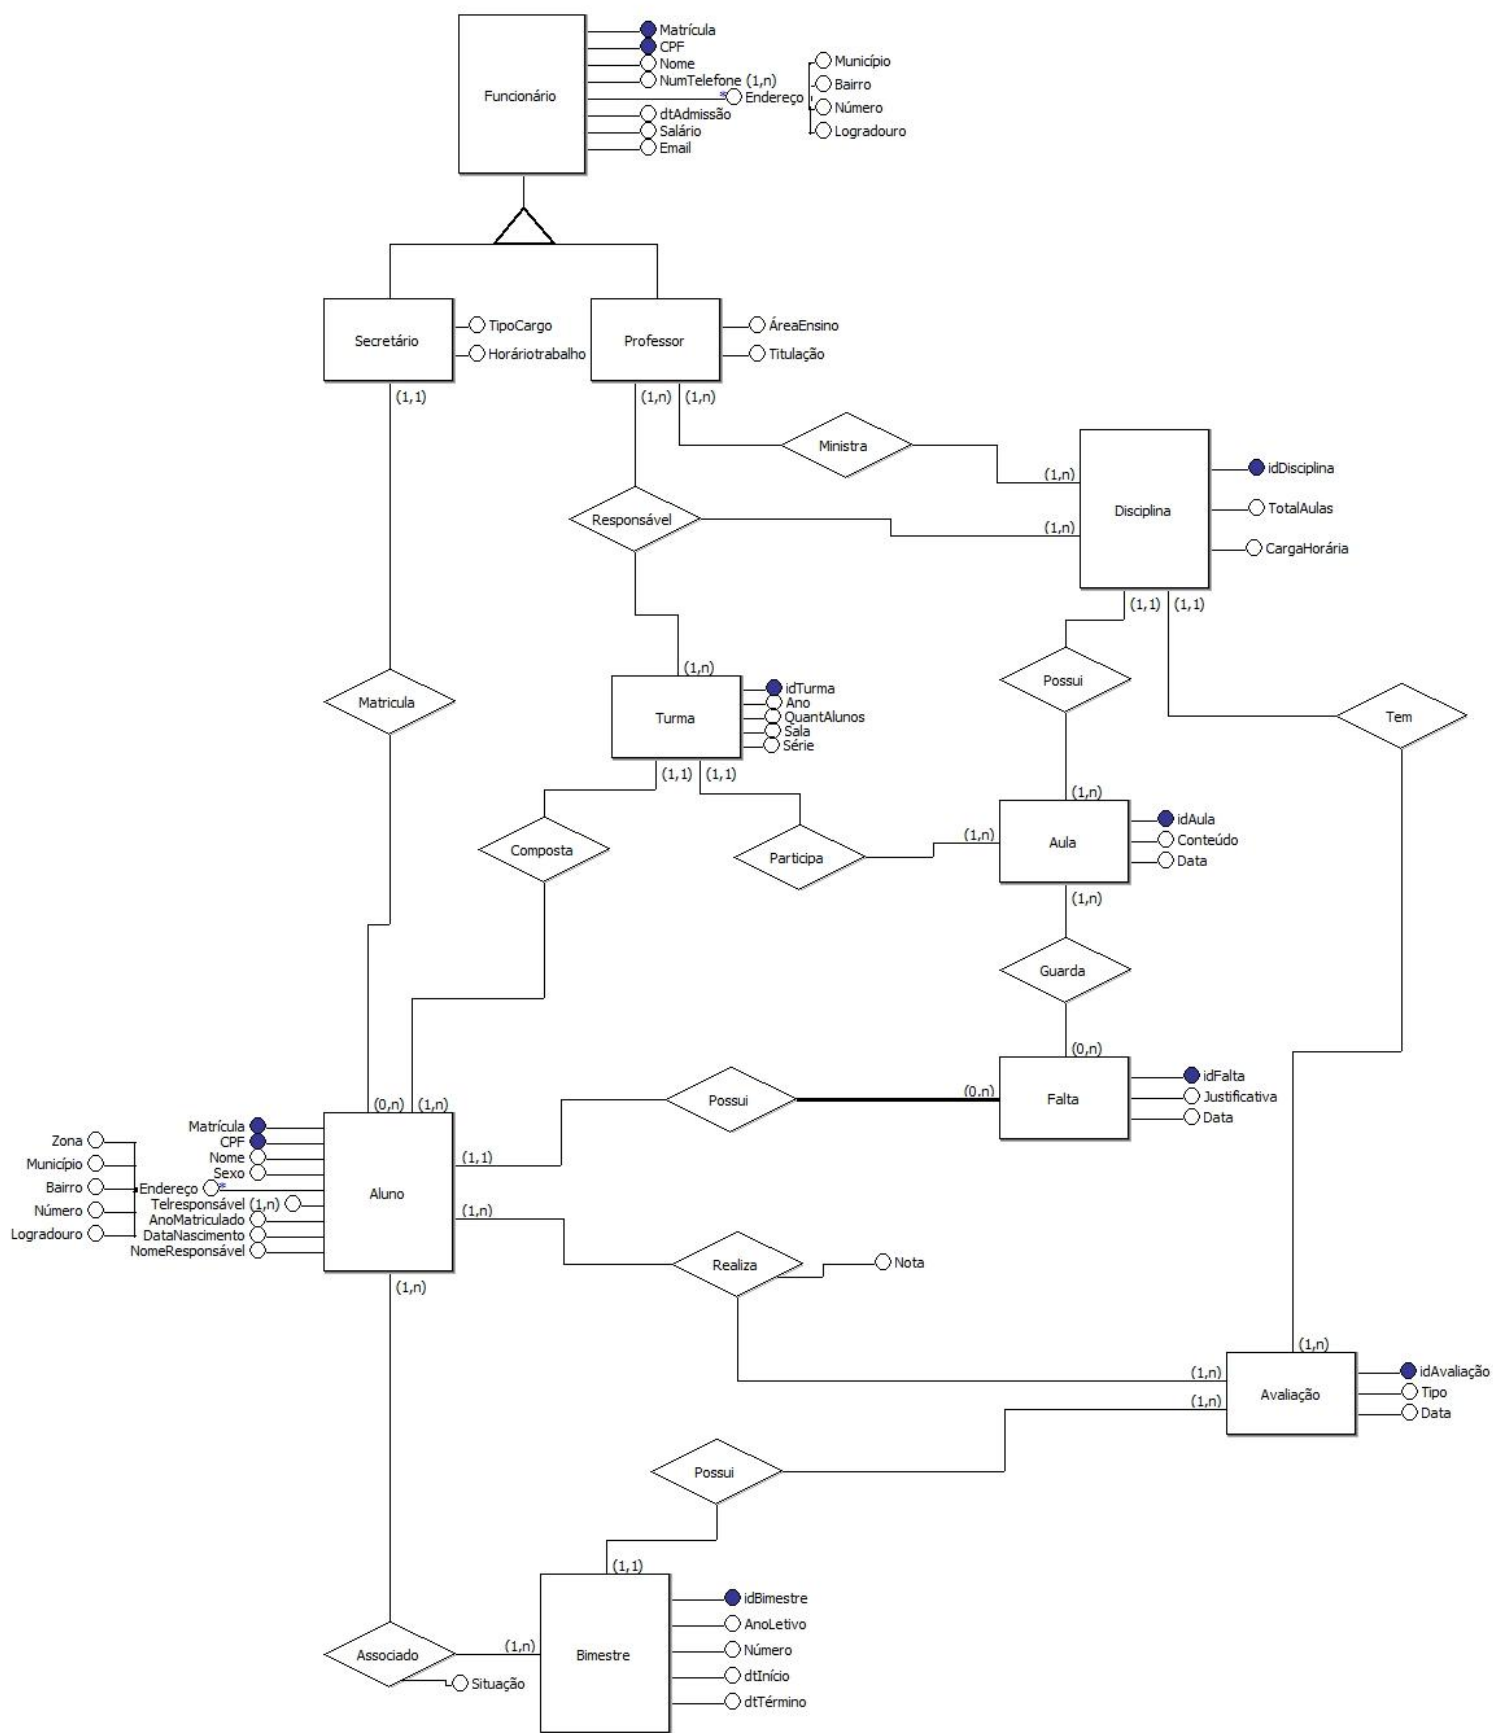 Funcionário
Matrícula
CPF
Nome
NumTelefone (1,n)
*
Endereço
Município
Bairro
Número
Logradouro
dtAdmissão
Salário
Email
Secretário
TipoCargo
Horáriotrabalho
Professor
ÁreaEnsino
Titulação
(1,1)
(1,n)
(1,n)
Ministra
(1,n)
Responsável
(1,n)
Disciplina
idDisciplina
TotalAulas
CargaHorária
(1,1)
(1,1)
(1,n)
Turma
idTurma
Ano
QuantAlunos
Sala
Série
(1,1)
(1,1)
Matricula
Possui
Tem
Composta
Participa
(1,n)
(1,n)
Aula
idAula
Conteúdo
Data
(1,n)
Guarda
(0,n)
Falta
idFalta
Justificativa
Data
(0,n)
Possui
(1,1)
(0,n)
(1,n)
Aluno
Matrícula
CPF
Nome
Sexo
Endereço
*
Zona
Município
Bairro
Número
Logradouro
Telresponsável (1,n)
AnoMatriculado
DataNascimento
NomeResponsável
(1,n)
Realiza
Nota
(1,n)
(1,n)
(1,n)
(1,n)
Avaliação
idAvaliação
Tipo
Data
Possui
(1,1)
Bimestre
idBimestre
AnoLetivo
Número
dtInício
dtTérmino
(1,n)
Associado
Situação